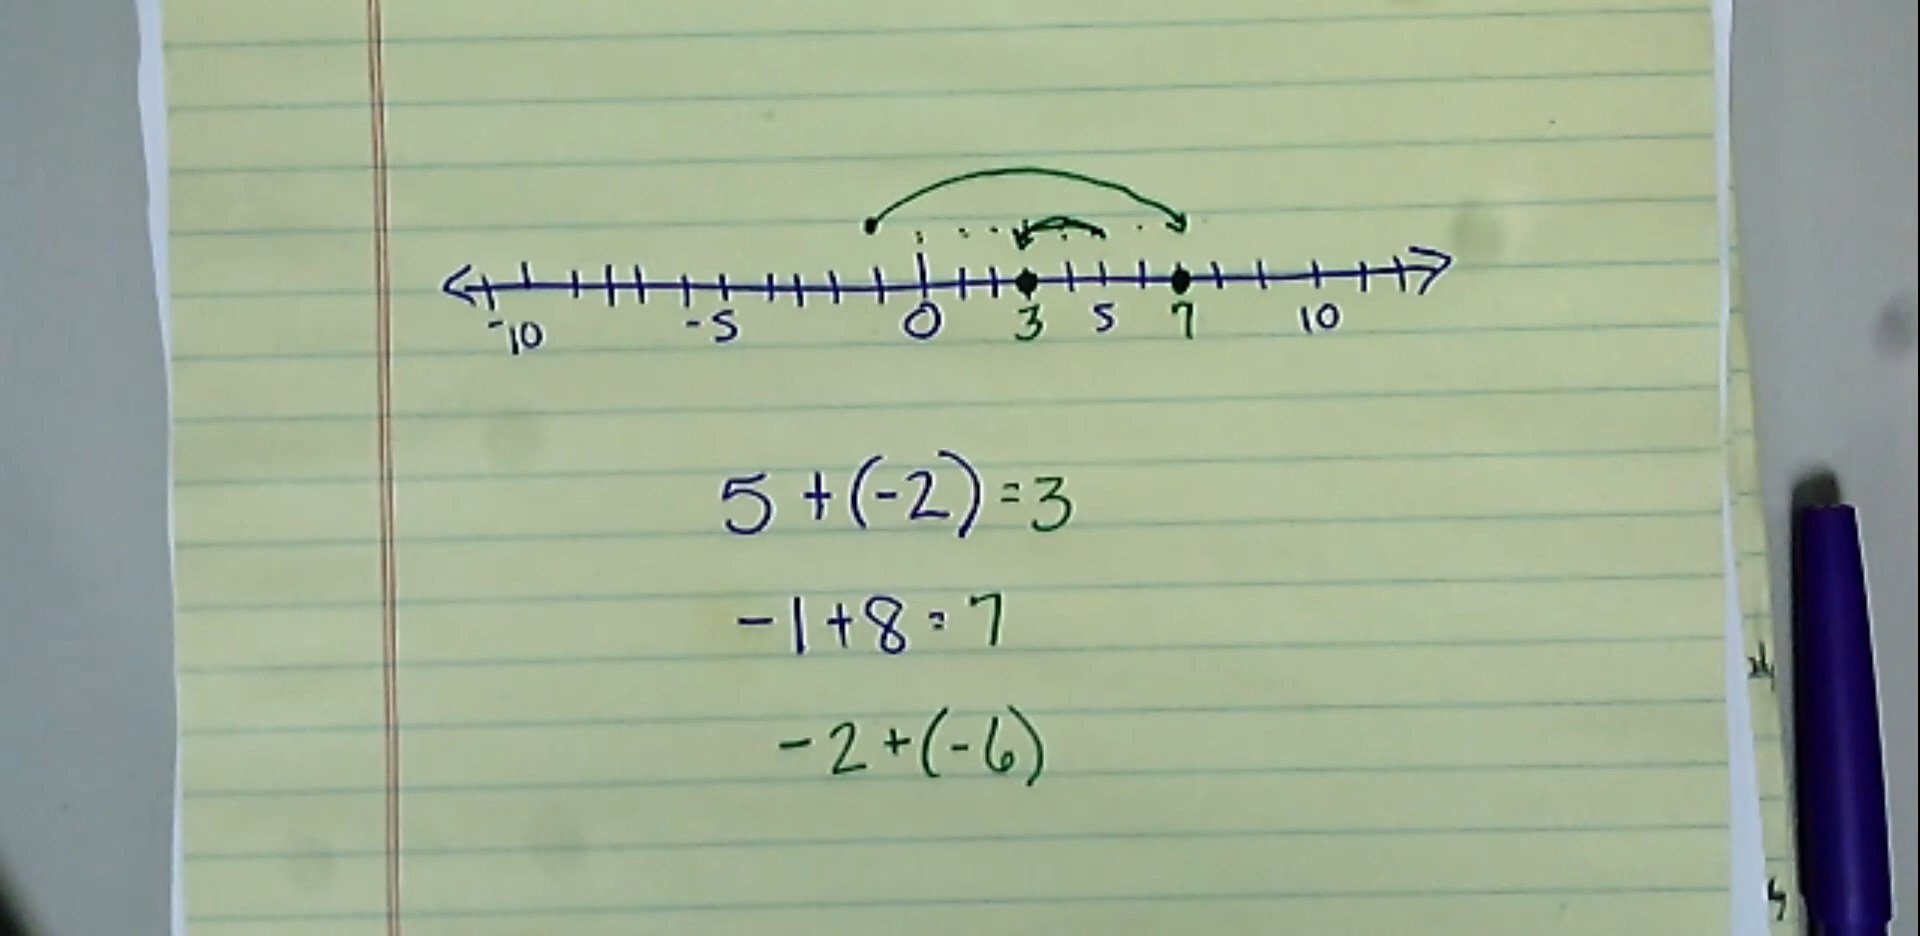 -10 -5 0 3 5 7 10
5 + (-2) = 3
-1 + 8 = 7
-2 + (-6)